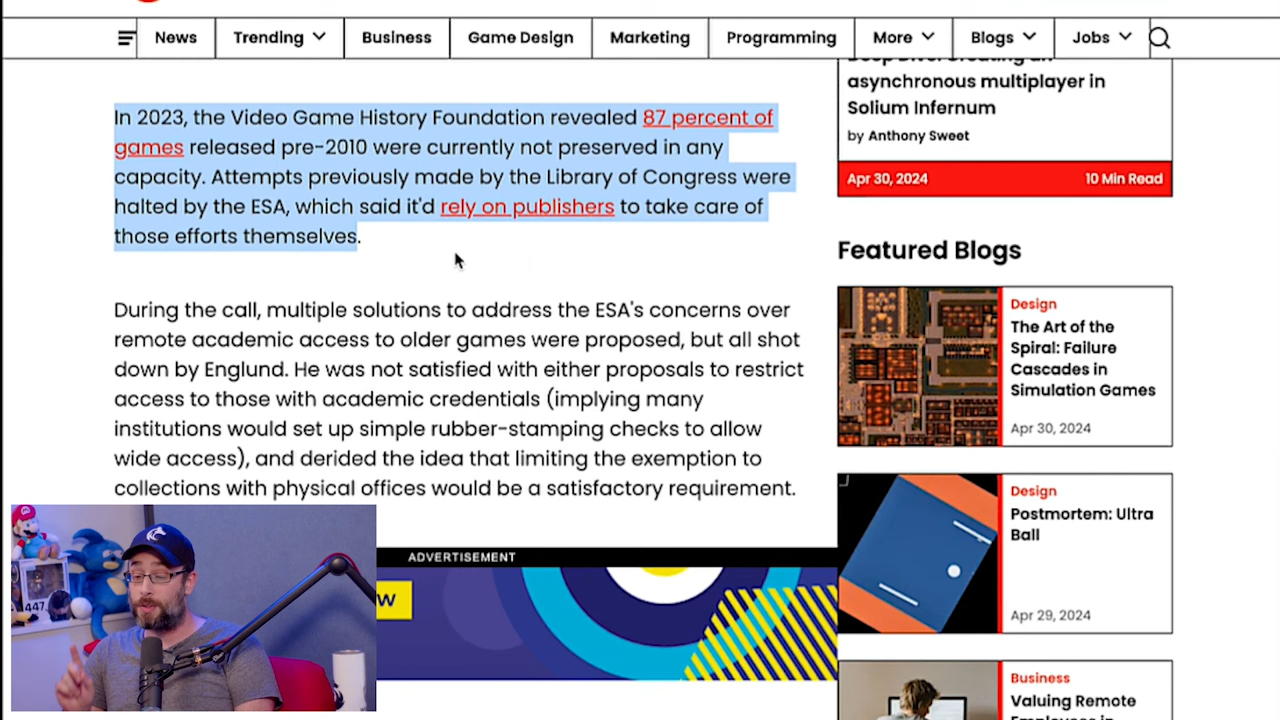 News
Trending
Business
Game Design
Marketing
Programming
More
Blogs
Jobs
In 2023, the Video Game History Foundation revealed 87 percent of
games released pre-2010 were currently not preserved in any
capacity. Attempts previously made by the Library of Congress were
halted by the ESA, which said it'd rely on publishers to take care of
those efforts themselves.
During the call, multiple solutions to address the ESA's concerns over
remote academic access to older games were proposed, but all shot
down by Englund. He was not satisfied with either proposals to restrict
access to those with academic credentials (implying many
institutions would set up simple rubber-stamping checks to allow
wide access), and derided the idea that limiting the exemption to
collections with physical offices would be a satisfactory requirement.
ADVERTISEMENT
W
447
Deep Dive: Creating an
asynchronous multiplayer in
Solium Infernum
by Anthony Sweet
Apr 30, 2024
10 Min Read
Featured Blogs
Design
The Art of the
Spiral: Failure
Cascades in
Simulation Games
Apr 30, 2024
Design
Postmortem: Ultra
Ball
Apr 29, 2024
Business
Valuing Remote
Employees in